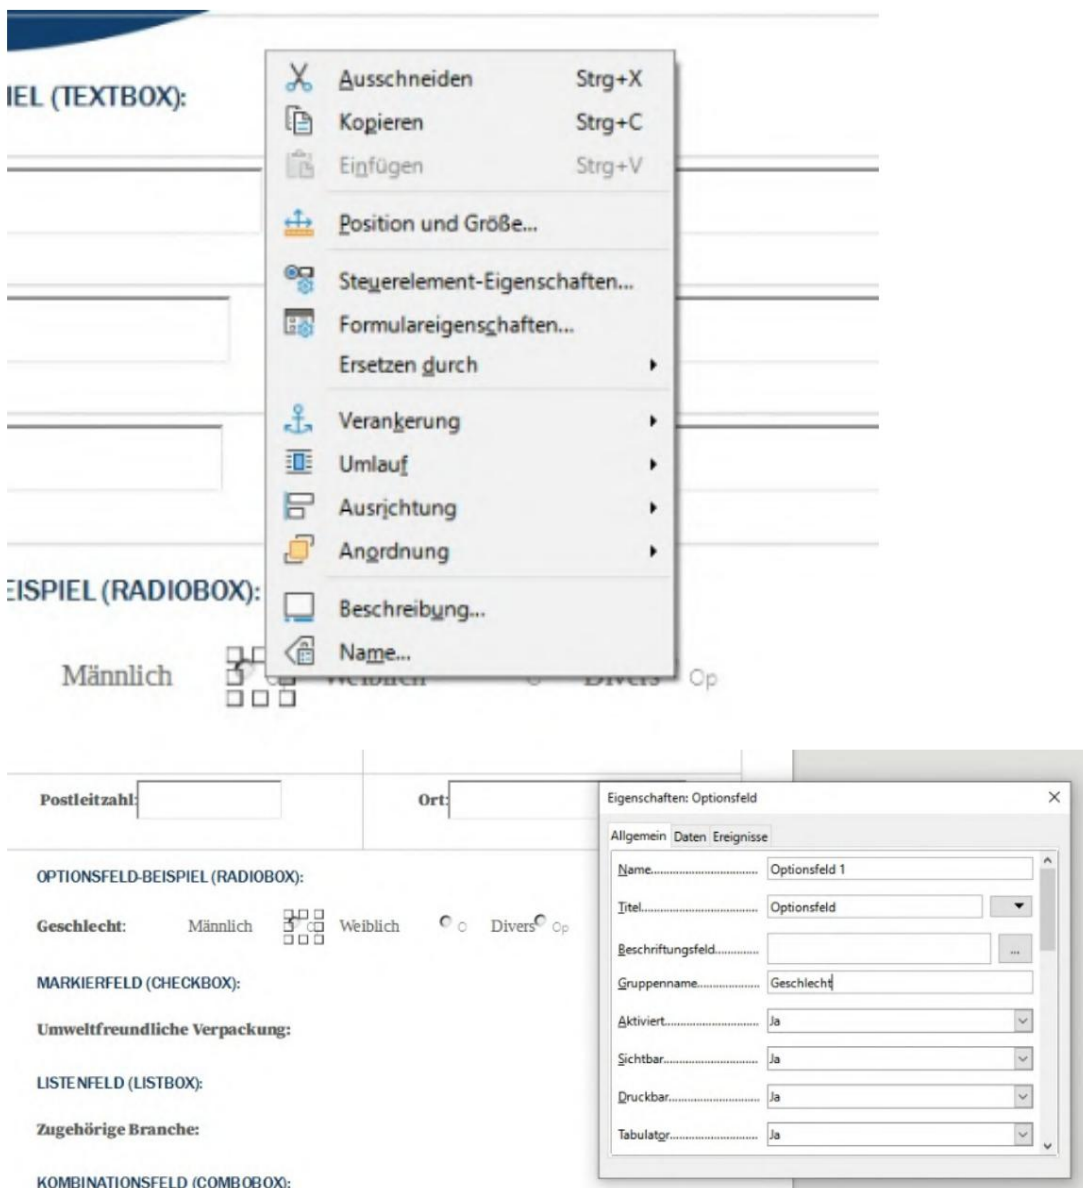 IEL (TEXTBOX):
Ausschneiden Strg+X
Kopieren Strg+C
Einfügen Strg+V
Position und Größe...
Steuerelement-Eigenschaften...
Formulareigenschaften...
Ersetzen durch
Verankerung
Umlauf
Ausrichtung
Anordnung
EISPIEL (RADIOBOX):
Beschreibung...
Name...
Männlich Op Weiblich O Divers Op
Postleitzahl: Ort:
Eigenschaften: Optionsfeld
Allgemein Daten Ereignisse
Name Optionsfeld 1
OPTIONSFELD-BEISPIEL (RADIOBOX):
Titel Optionsfeld
Geschlecht: Männlich Weiblich O Divers Op
Beschriftungsfeld ...
MARKIERFELD (CHECKBOX):
Gruppenname Geschlecht
Umweltfreundliche Verpackung:
Aktiviert Ja
Sichtbar Ja
LISTENFELD (LISTBOX):
Druckbar Ja
Zugehörige Branche:
Tabulator Ja
KOMBINATIONSFELD (COMBOBOX):